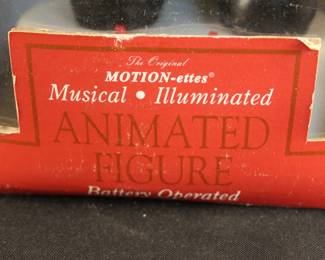 The Original
MOTION-ettes®
Musical • Illuminated
ANIMATED
FIGURE
Battery Operated